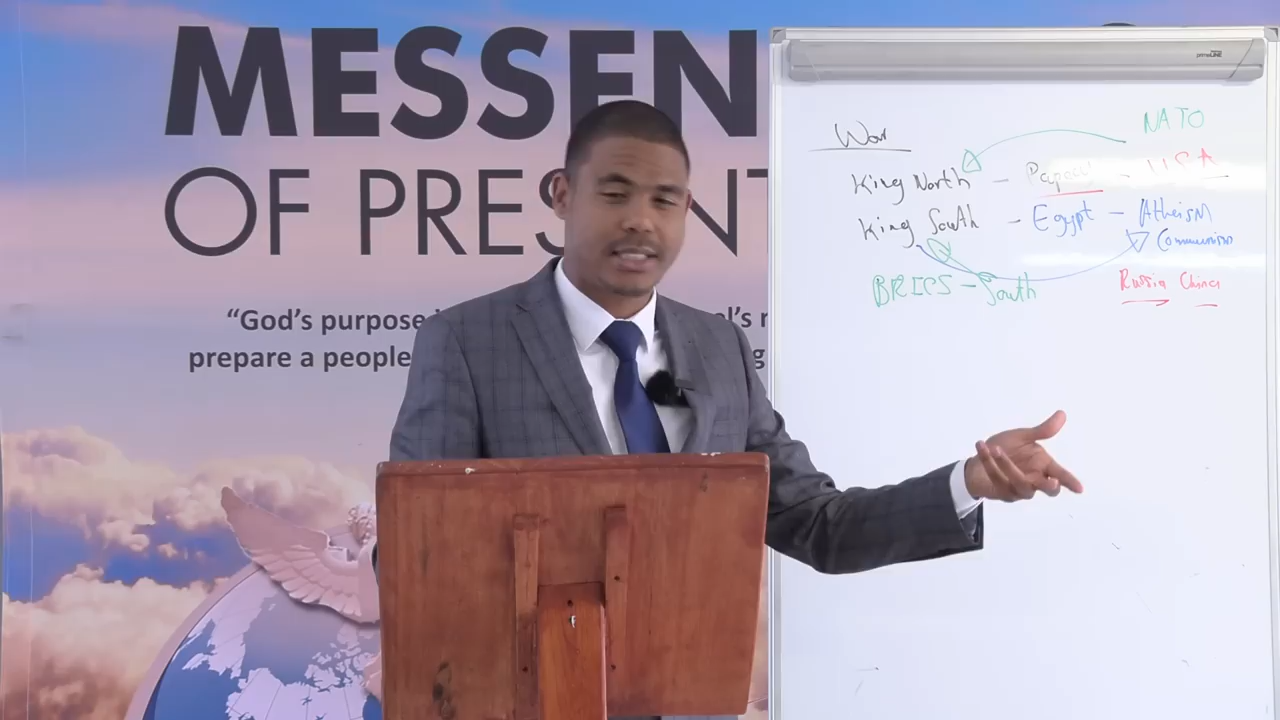 MESSEN
OF PRES NT
“God’s purpose el’s
prepare a people
War
NATO
King North - Papacy - USA
King South - Egypt - Atheism
Communism
BRICS - South
Russia China